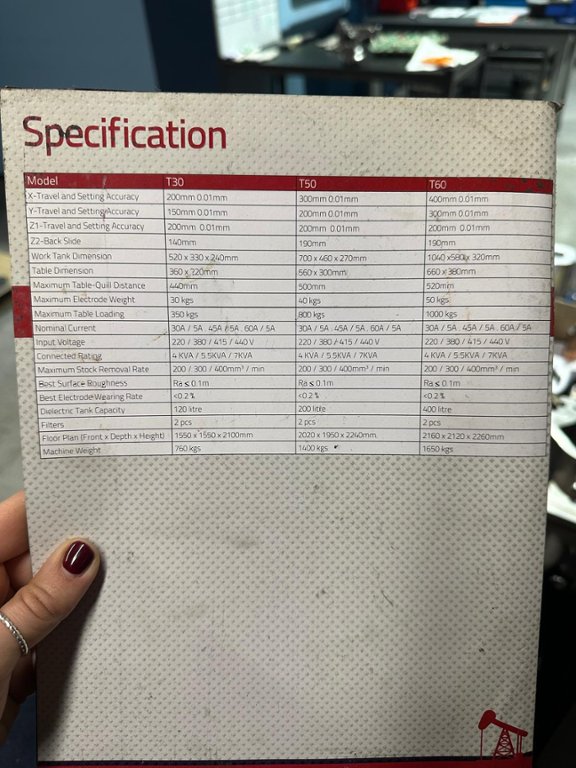 Specification
Model T30 T50 T60
X-Travel and Setting Accuracy 200mm 0.01mm 300mm 0.01mm 400mm 0.01mm
Y-Travel and Setting Accuracy 150mm 0.01mm 200mm 0.01mm 300mm 0.01mm
Z1-Travel and Setting Accuracy 200mm 0.01mm 200mm 0.01mm 200mm 0.01mm
Z2-Back Slide 140mm 190mm 190mm
Work Tank Dimension 520 x 330 x 240mm 700 x 460 x 270mm 1040 x580x 320mm
Table Dimension 360 x 220mm 560 x 300mm 660 x 380mm
Maximum Table-Quill Distance 440mm 500mm 520mm
Maximum Electrode Weight 30 kgs 40 kgs 50 kgs
Maximum Table Loading 350 kgs 800 kgs 1000 kgs
Nominal Current 30A / 5A . 45A / 5A . 60A / 5A 30A / 5A . 45A / 5A . 60A / 5A 30A / 5A . 45A / 5A . 60A / 5A
Input Voltage 220 / 380 / 415 / 440 V 220 / 380 / 415 / 440 V 220 / 380 / 415 / 440 V
Connected Rating 4 KVA / 5.5KVA / 7KVA 4 KVA / 5.5KVA / 7KVA 4 KVA / 5.5KVA / 7KVA
Maximum Stock Removal Rate 200 / 300 / 400mm³ / min 200 / 300 / 400mm³ / min 200 / 300 / 400mm³ / min
Best Surface Roughness Ra ≤ 0.1m Ra ≤ 0.1m Ra ≤ 0.1m
Best Electrode Wearing Rate <0.2 % <0.2 % <0.2 %
Dielectric Tank Capacity 120 litre 200 litre 400 litre
Filters 2 pcs 2 pcs 2 pcs
Floor Plan (Front x Depth x Height) 1550 x 1550 x 2100mm 2020 x 1950 x 2240mm 2160 x 2120 x 2260mm
Machine Weight 760 kgs 1400 kgs 1650 kgs